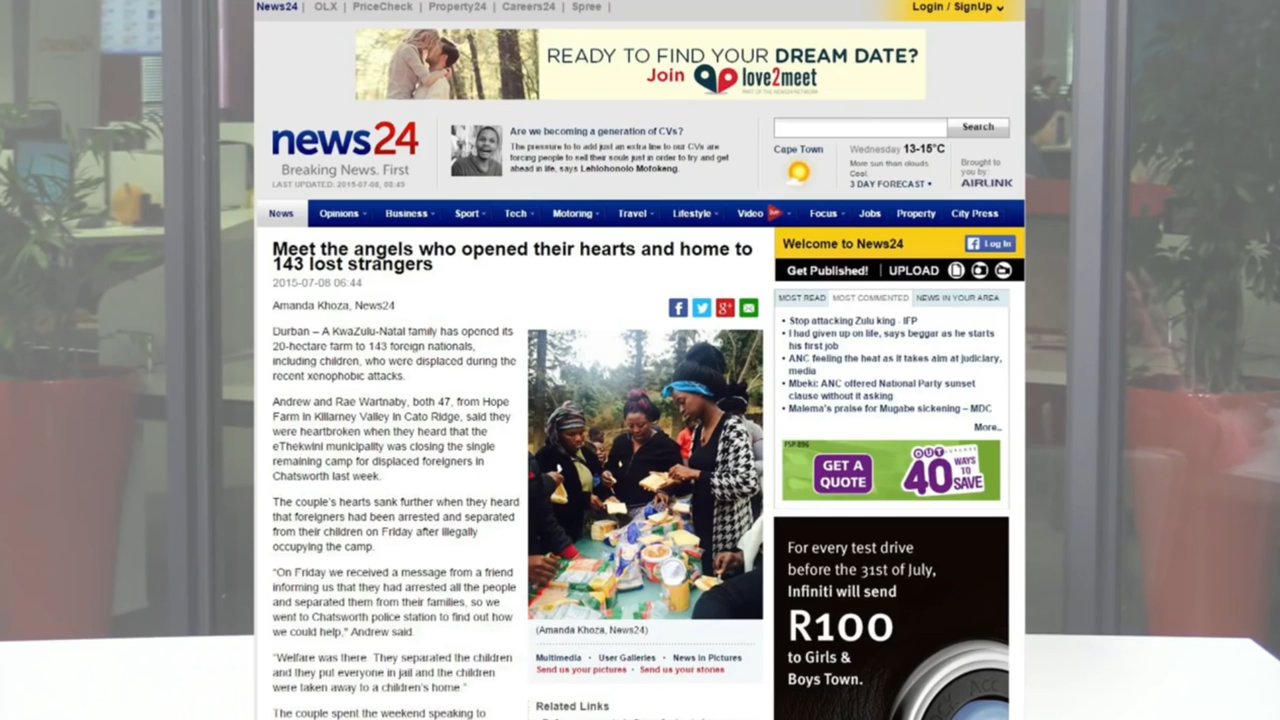 News24 | OLX | PriceCheck | Property24 | Careers24 | Spree |
Login / SignUp
READY TO FIND YOUR DREAM DATE?
Join love2meet
news24
Breaking News. First
LAST UPDATED: 2015-07-08, 08:49
Are we becoming a generation of CVs?
The pressure to to add just an extra line to our CVs are
forcing people to sell their souls just in order to try and get
ahead in life, says Lehlohonolo Mofokeng.
Search
Cape Town
Wednesday 13-15°C
More sun than clouds.
Cool.
3 DAY FORECAST
Brought to
you by:
AIRLINK
News Opinions Business Sport Tech Motoring Travel Lifestyle Video Focus Jobs Property City Press
Meet the angels who opened their hearts and home to
143 lost strangers
2015-07-08 06:44
Amanda Khoza, News24
Durban – A KwaZulu-Natal family has opened its
20-hectare farm to 143 foreign nationals,
including children, who were displaced during the
recent xenophobic attacks.
Andrew and Rae Wartnaby, both 47, from Hope
Farm in Killarney Valley in Cato Ridge, said they
were heartbroken when they heard that the
eThekwini municipality was closing the single
remaining camp for displaced foreigners in
Chatsworth last week.
The couple's hearts sank further when they heard
that foreigners had been arrested and separated
from their children on Friday after illegally
occupying the camp.
"On Friday we received a message from a friend
informing us that they had arrested all the people
and separated them from their families, so we
went to Chatsworth police station to find out how
we could help," Andrew said.
"Welfare was there. They separated the children
and they put everyone in jail and the children
were taken away to a children's home."
The couple spent the weekend speaking to
(Amanda Khoza, News24)
Multimedia · User Galleries · News in Pictures
Send us your pictures · Send us your stories
Related Links
Welcome to News24
Log In
Get Published! | UPLOAD
MOST READ MOST COMMENTED NEWS IN YOUR AREA
• Stop attacking Zulu king - IFP
• I had given up on life, says beggar as he starts
his first job
• ANC feeling the heat as it takes aim at judiciary,
media
• Mbeki: ANC offered National Party sunset
clause without it asking
• Malema's praise for Mugabe sickening – MDC
More..
GET A
QUOTE
OUT
40 WAYS
TO
SAVE
For every test drive
before the 31st of July,
Infiniti will send
R100
to Girls &
Boys Town.